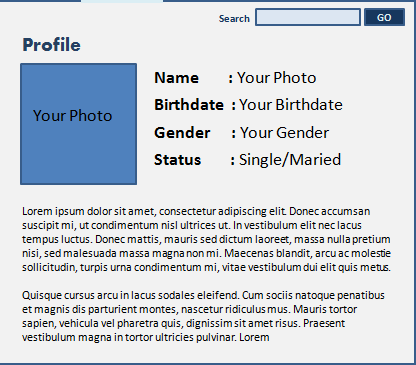 Search GO
Profile
Your Photo
Name : Your Photo
Birthdate : Your Birthdate
Gender : Your Gender
Status : Single/Maried
Lorem ipsum dolor sit amet, consectetur adipiscing elit. Donec accumsan
suscipit mi, ut condimentum nisl ultrices ut. In vestibulum elit nec lacus
tempus luctus. Donec mattis, mauris sed dictum laoreet, massa nulla pretium
nisi, sed malesuada massa magna non mi. Maecenas blandit, arcu ac molestie
sollicitudin, turpis urna condimentum mi, vitae vestibulum dui elit quis metus.
Quisque cursus arcu in lacus sodales eleifend. Cum sociis natoque penatibus
et magnis dis parturient montes, nascetur ridiculus mus. Mauris tortor
sapien, vehicula vel pharetra quis, dignissim sit amet risus. Praesent
vestibulum magna in tortor ultricies pulvinar. Lorem